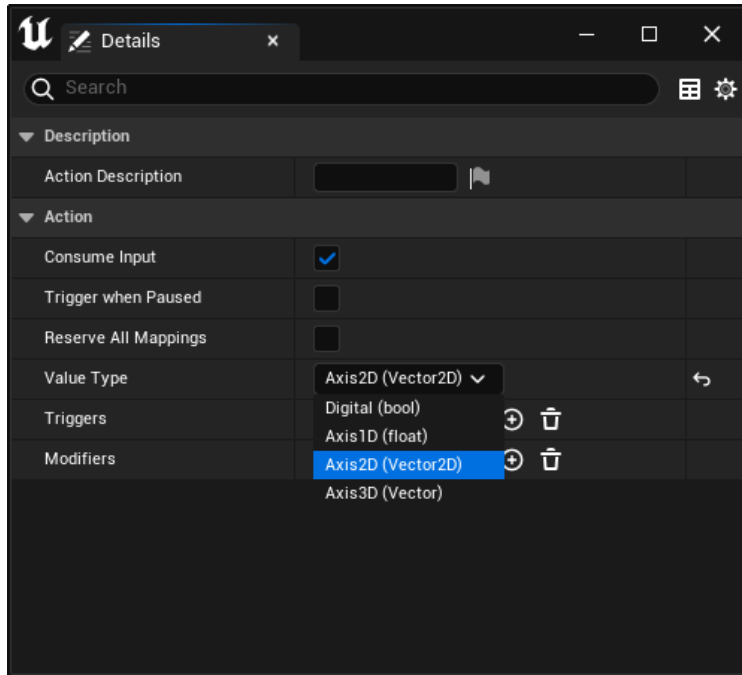 Details
Search
Description
Action Description
Action
Consume Input
Trigger when Paused
Reserve All Mappings
Value Type Axis2D (Vector2D)
Digital (bool)
Triggers
Axis1D (float)
Modifiers Axis2D (Vector2D)
Axis3D (Vector)